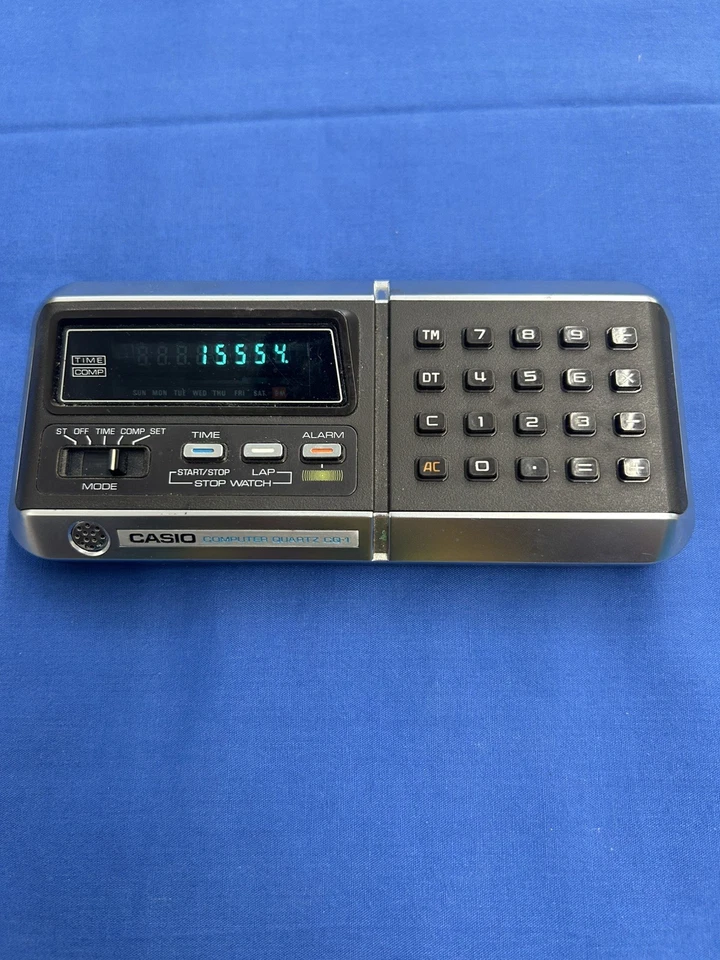 15554.
TIME
COMP
SUN MON TUE WED THU FRI SAT
ST OFF TIME COMP SET
MODE
TIME ALARM
START/STOP LAP
STOP WATCH
CASIO COMPUTER QUARTZ CQ-1
TM 7 8 9 ÷
DT 4 5 6 ×
C 1 2 3 −
AC 0 . = +